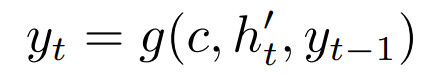 y_t = g(c, h'_t, y_{t-1})